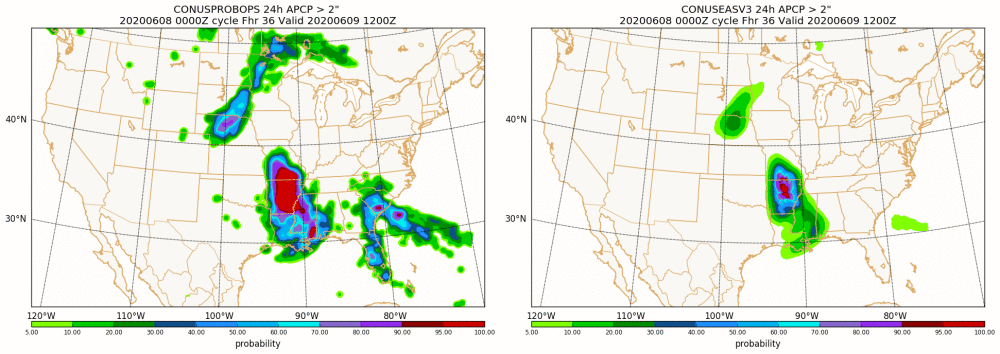 CONUSPROBOPS 24h APCP > 2"
20200608 0000Z cycle Fhr 36 Valid 20200609 1200Z
40°N
30°N
120°W 110°W 100°W 90°W 80°W
5.00 10.00 20.00 30.00 40.00 50.00 60.00 70.00 80.00 90.00 95.00 100.00
probability
CONUSEASV3 24h APCP > 2"
20200608 0000Z cycle Fhr 36 Valid 20200609 1200Z
40°N
30°N
120°W 110°W 100°W 90°W 80°W
5.00 10.00 20.00 30.00 40.00 50.00 60.00 70.00 80.00 90.00 95.00 100.00
probability